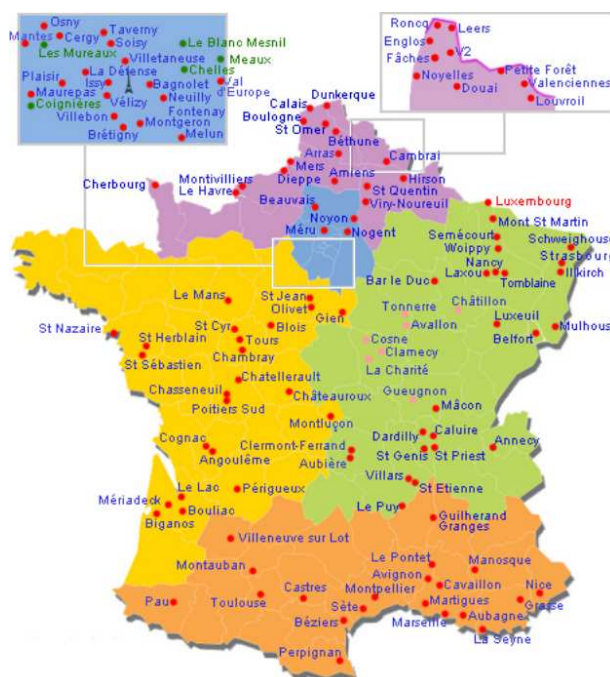 Osny
Taverny
Mantes
Cergy
Soisy
Le Blanc Mesnil
Les Mureaux
Villetaneuse
Meaux
Plaisir
La Défense
Chelles
Issy
Bagnolet
Val
d'Europe
Maurepas
Vélizy
Neuilly
Coignières
Fontenay
Villebon
Montgeron
Brétigny
Melun
Roncq
Leers
Englos
V2
Fâches
Petite Forêt
Noyelles
Valenciennes
Douai
Louvroil
Dunkerque
Calais
Boulogne
St Omer
Béthune
Arras
Cambrai
Mers
Cherbourg
Montivilliers
Dieppe
Amiens
Hirson
Le Havre
St Quentin
Beauvais
Viry-Noureuil
Luxembourg
Noyon
Mont St Martin
Méru
Nogent
Semécourt
Schweighouse
Woippy
Strasbourg
Nancy
Laxou
Tomblaine
Illkirch
Bar le Duc
Le Mans
St Jean
Olivet
Tonnerre
Châtillon
Gien
St Nazaire
St Cyr
Blois
Avallon
Luxeuil
Mulhous
St Herblain
Tours
Cosne
Belfort
St Sébastien
Chambray
Clamecy
La Charité
Chatellerault
Chasseneuil
Châteauroux
Gueugnon
Poitiers Sud
Mâcon
Montluçon
Cognac
Clermont-Ferrand
Dardilly
Caluire
Annecy
Angoulême
Aubière
St Genis
St Priest
Villars
St Etienne
Le Lac
Périgueux
Mériadeck
Bouliac
Le Puy
Biganos
Guilherand
Granges
Villeneuve sur Lot
Montauban
Le Pontet
Manosque
Avignon
Pau
Toulouse
Castres
Montpellier
Cavaillon
Nice
Sète
Martigues
Grasse
Béziers
Marseille
Aubagne
La Seyne
Perpignan